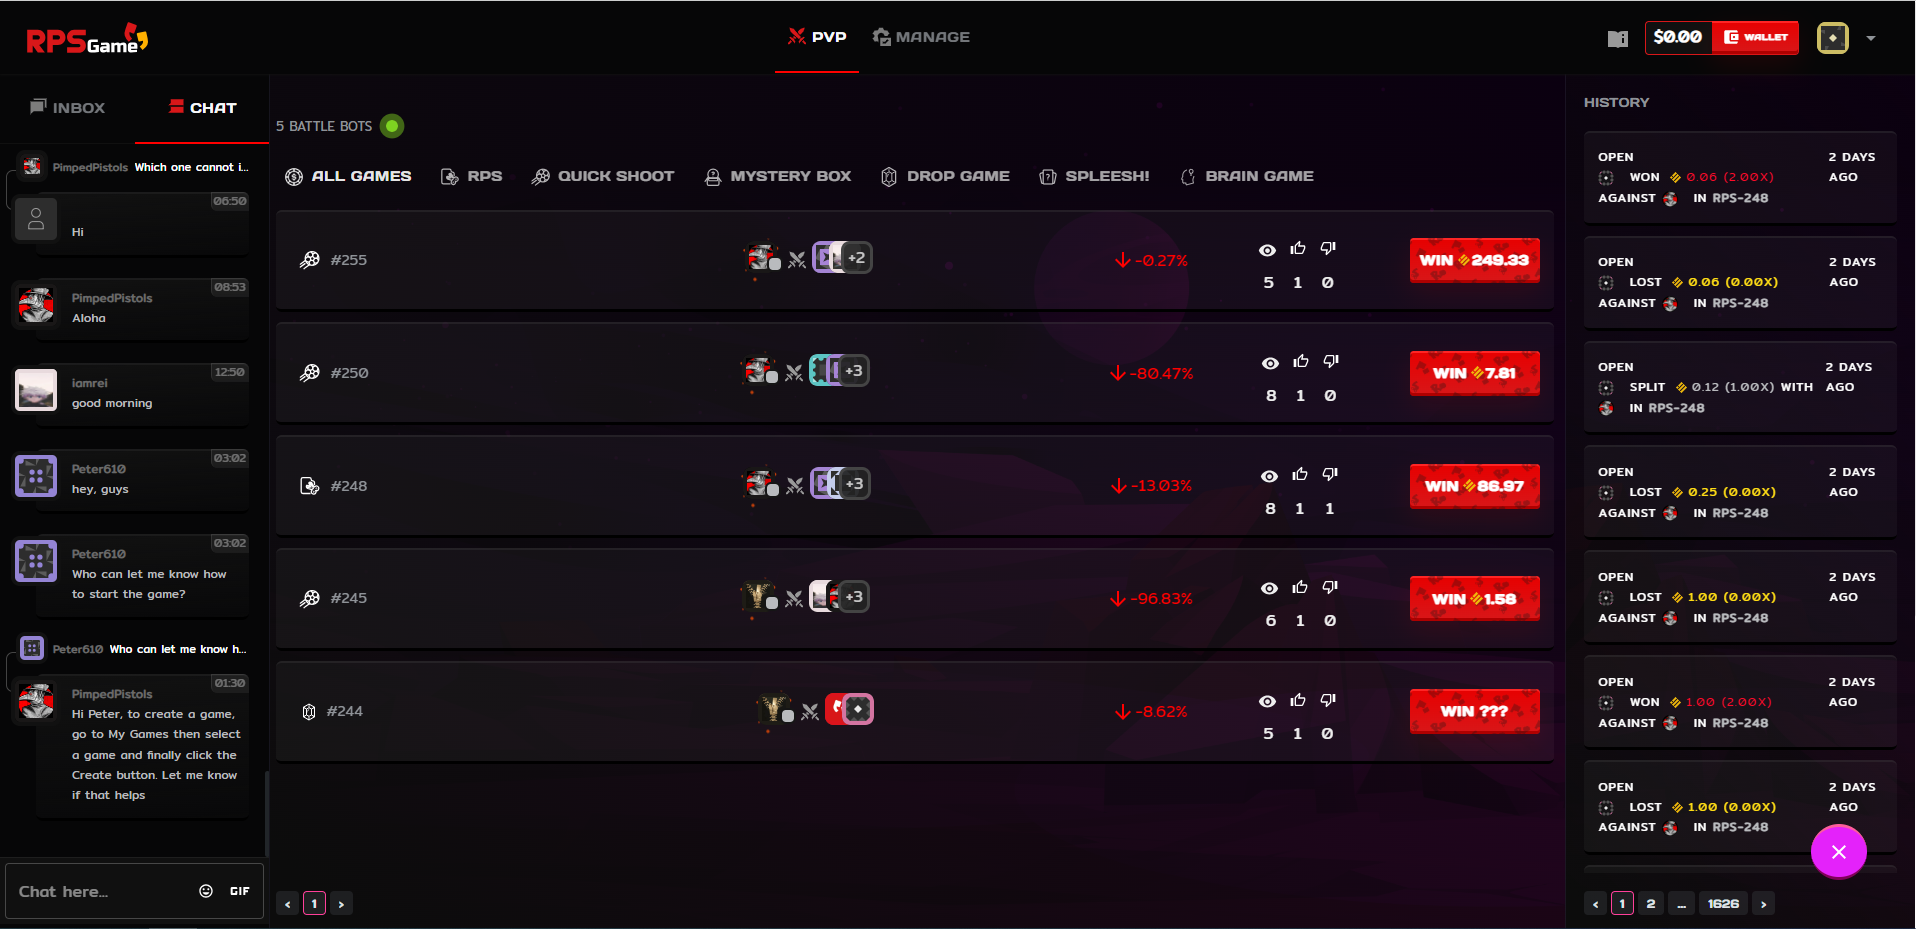 RPSGame
PVP
MANAGE
$0.00
WALLET
INBOX
CHAT
PimpedPistols Which one cannot i...
06:50
Hi
08:53
PimpedPistols
Aloha
12:50
iamrei
good morning
03:02
Peter610
hey, guys
03:02
Peter610
Who can let me know how
to start the game?
Peter610 Who can let me know h...
01:30
PimpedPistols
Hi Peter, to create a game,
go to My Games then select
a game and finally click the
Create button. Let me know
if that helps
Chat here...
GIF
5 BATTLE BOTS
ALL GAMES
RPS
QUICK SHOOT
MYSTERY BOX
DROP GAME
SPLEESH!
BRAIN GAME
#255
+2
-0.27%
5 1 0
WIN 249.33
#250
+3
-80.47%
8 1 0
WIN 7.81
#248
+3
-13.03%
8 1 1
WIN 86.97
#245
+3
-96.83%
6 1 0
WIN 1.58
#244
-8.62%
5 1 0
WIN ???
< 1 >
HISTORY
OPEN 2 DAYS
WON 0.06 (2.00X) AGO
AGAINST IN RPS-248
OPEN 2 DAYS
LOST 0.06 (0.00X) AGO
AGAINST IN RPS-248
OPEN 2 DAYS
SPLIT 0.12 (1.00X) WITH AGO
IN RPS-248
OPEN 2 DAYS
LOST 0.25 (0.00X) AGO
AGAINST IN RPS-248
OPEN 2 DAYS
LOST 1.00 (0.00X) AGO
AGAINST IN RPS-248
OPEN 2 DAYS
WON 1.00 (2.00X) AGO
AGAINST IN RPS-248
OPEN 2 DAYS
LOST 1.00 (0.00X) AGO
AGAINST IN RPS-248
< 1 2 ... 1626 >